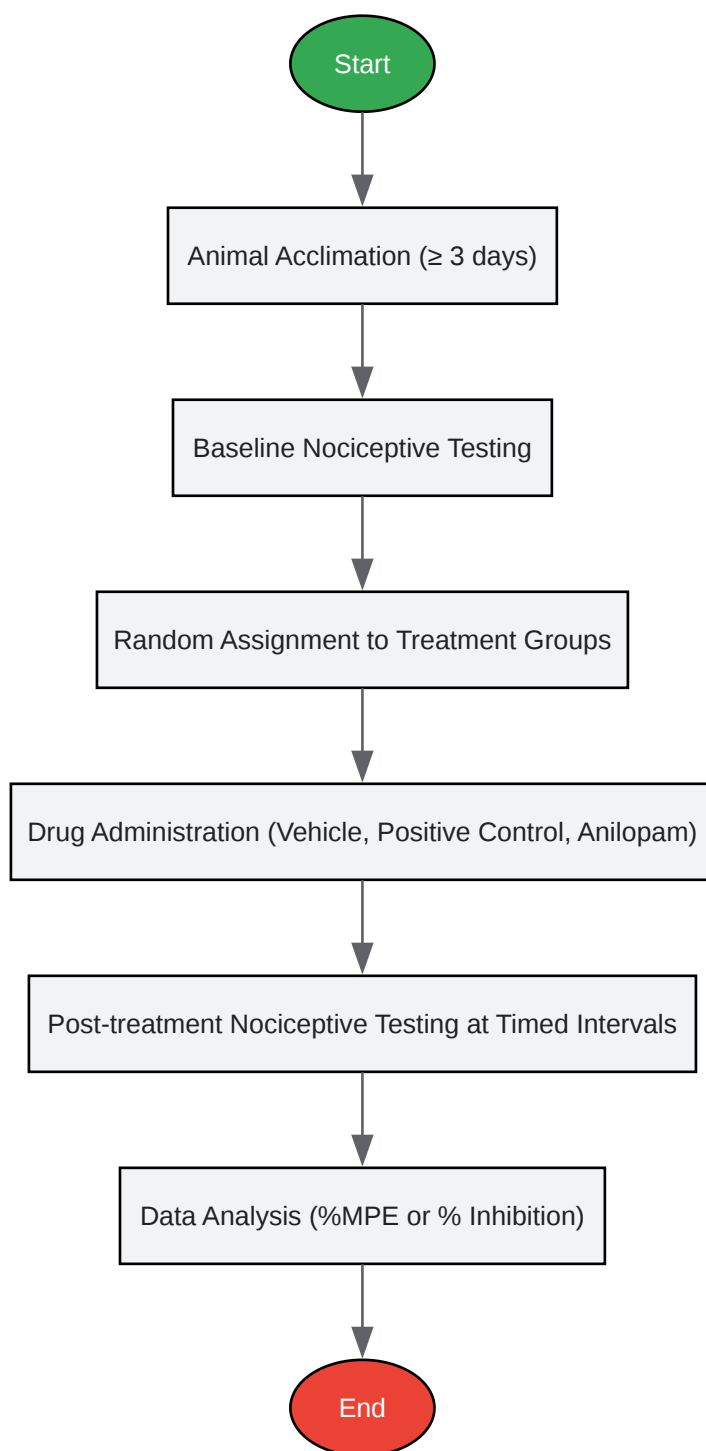 Start
Animal Acclimation (≥ 3 days)
Baseline Nociceptive Testing
Random Assignment to Treatment Groups
Drug Administration (Vehicle, Positive Control, Anilopam)
Post-treatment Nociceptive Testing at Timed Intervals
Data Analysis (%MPE or % Inhibition)
End